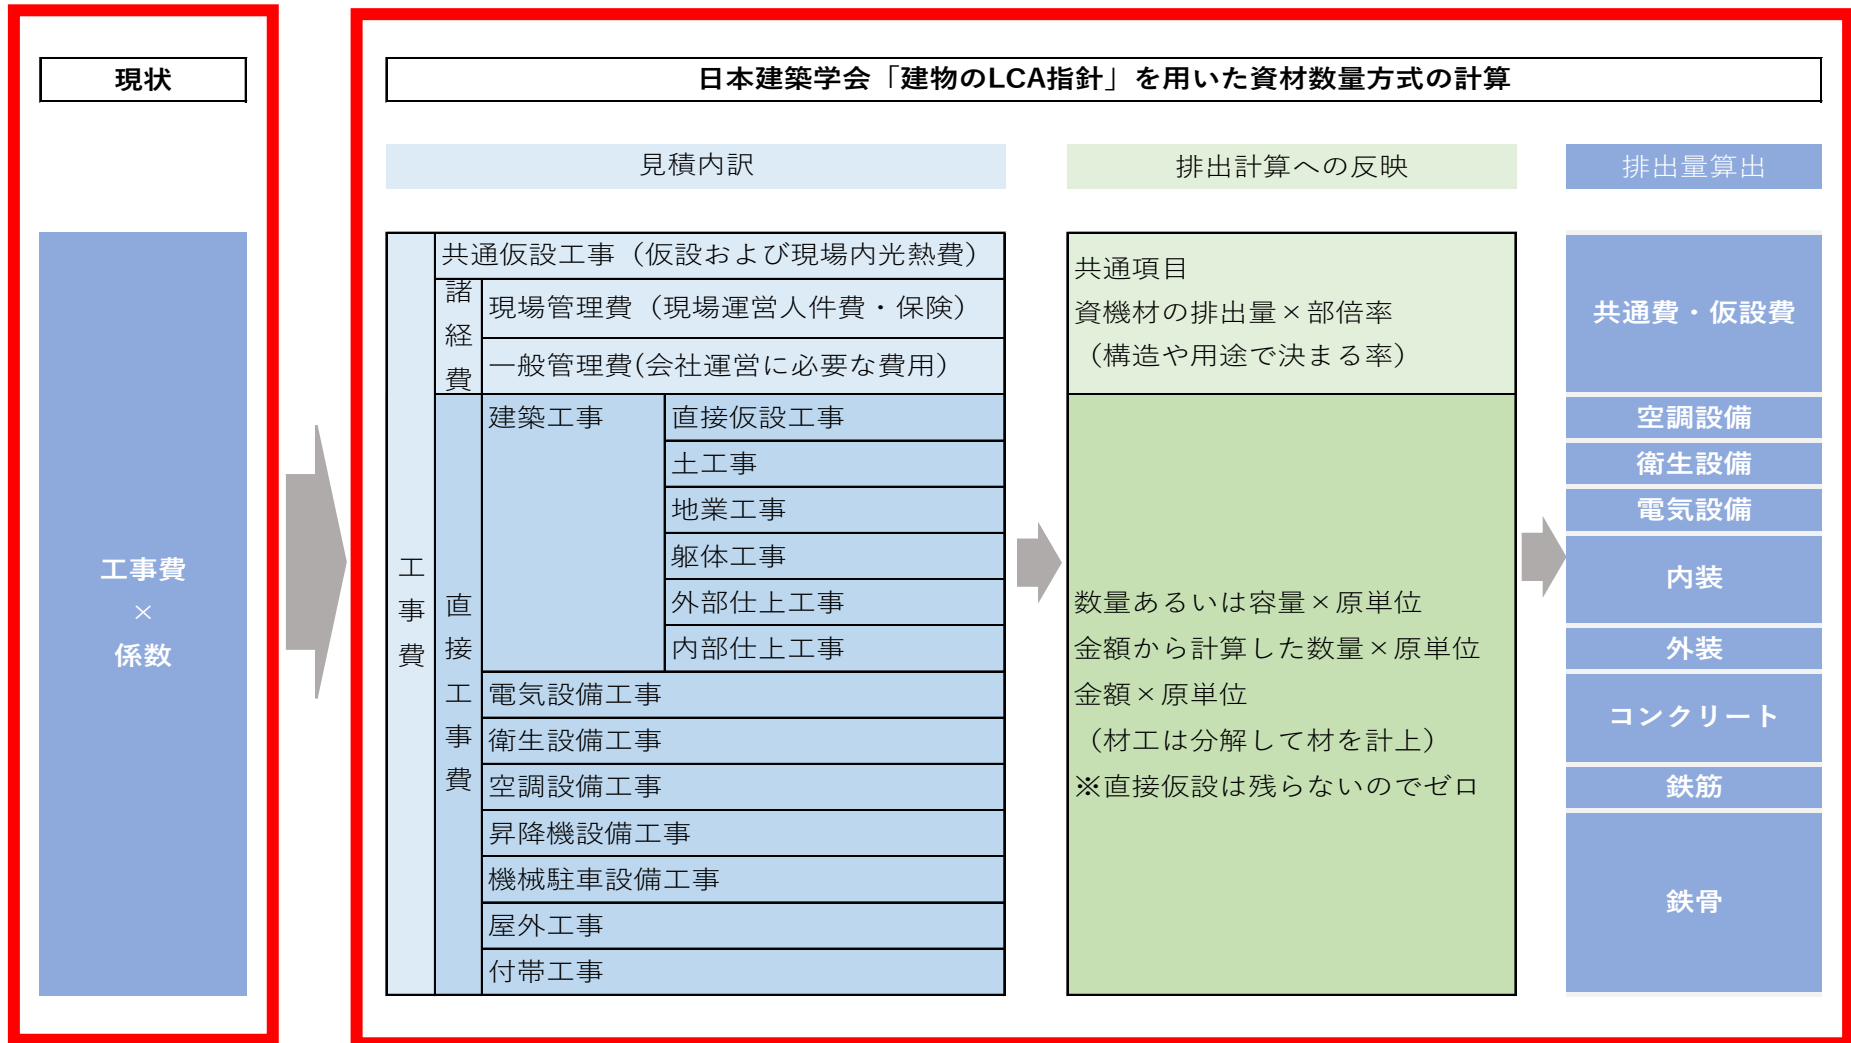 現状
工事費
×
係数
日本建築学会「建物のLCA指針」を用いた資材数量方式の計算
見積内訳
工事費
共通仮設工事（仮設および現場内光熱費）
諸経費
現場管理費（現場運営人件費・保険）
一般管理費(会社運営に必要な費用)
直接工事費
建築工事
直接仮設工事
土工事
地業工事
躯体工事
外部仕上工事
内部仕上工事
電気設備工事
衛生設備工事
空調設備工事
昇降機設備工事
機械駐車設備工事
屋外工事
付帯工事
排出計算への反映
共通項目
資機材の排出量×部倍率
（構造や用途で決まる率）
数量あるいは容量×原単位
金額から計算した数量×原単位
金額×原単位
（材工は分解して材を計上）
※直接仮設は残らないのでゼロ
排出量算出
共通費・仮設費
空調設備
衛生設備
電気設備
内装
外装
コンクリート
鉄筋
鉄骨